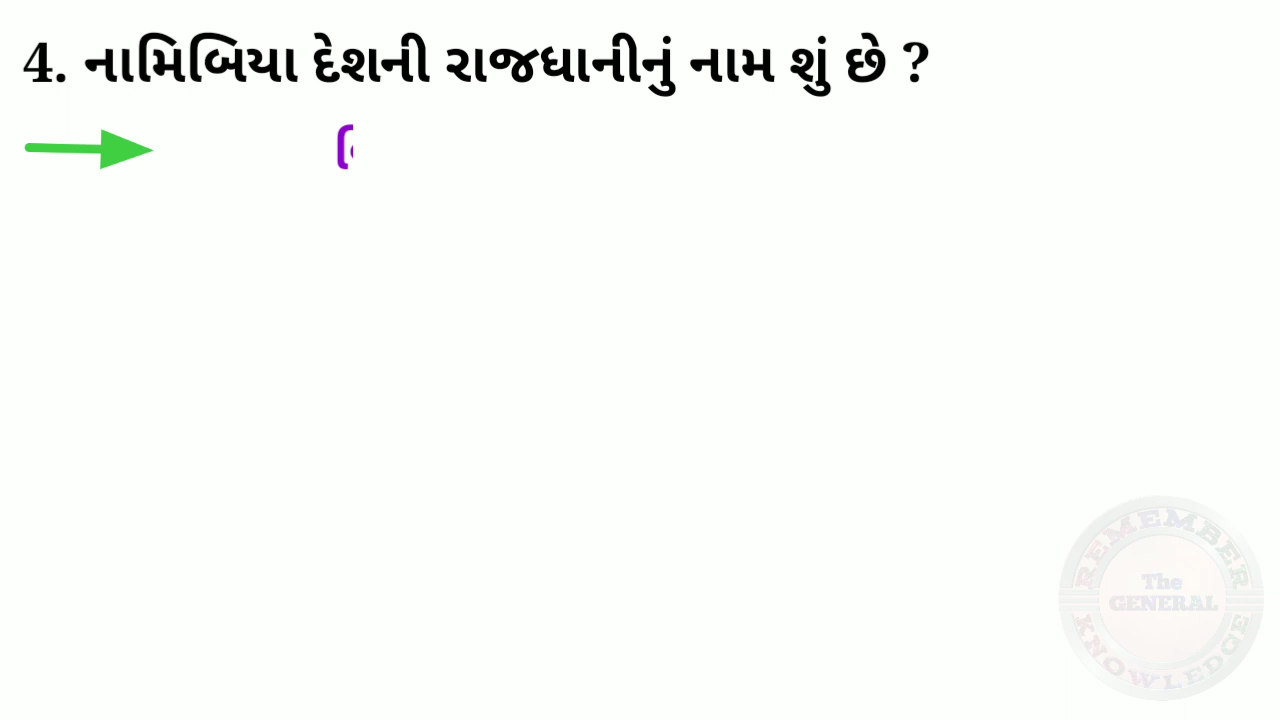 4. નામિબિયા દેશની રાજધાનીનું નામ શું છે ?
REMEMBER
The
GENERAL
KNOWLEDGE